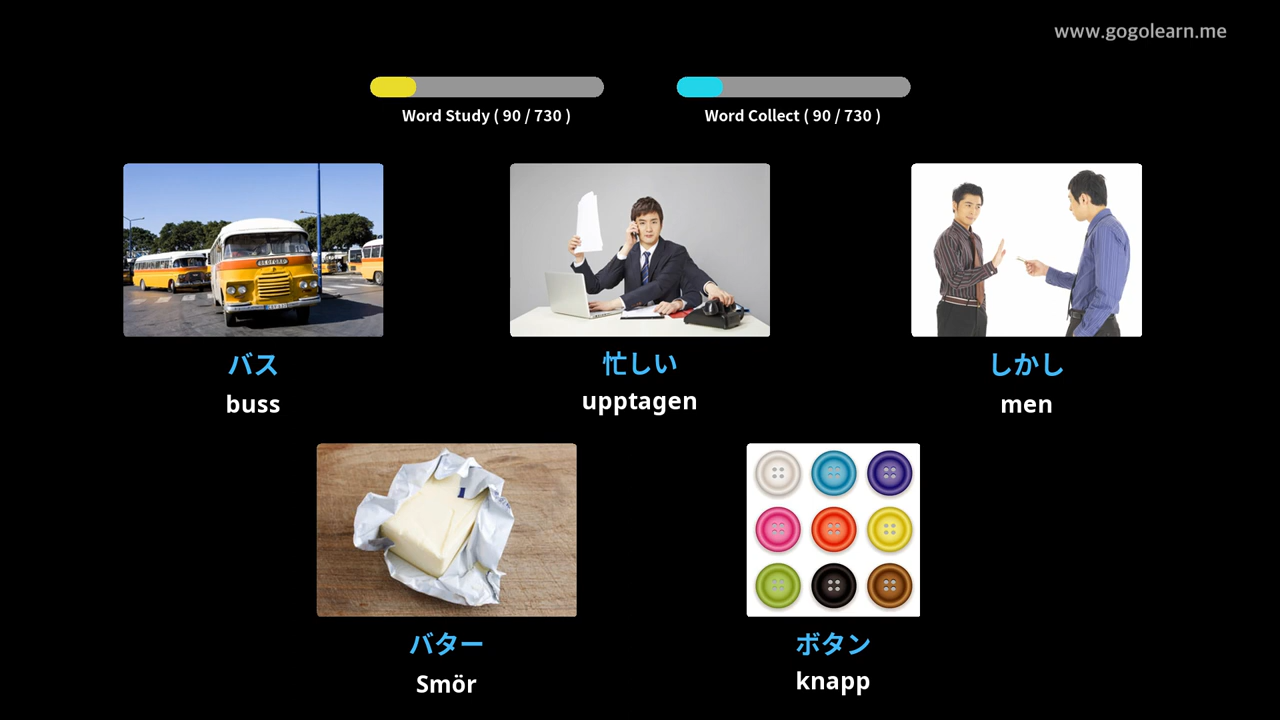 www.gogolearn.me
Word Study ( 90 / 730 )
Word Collect ( 90 / 730 )
BEDFORD
バス
buss
忙しい
upptagen
しかし
men
バター
Smör
ボタン
knapp